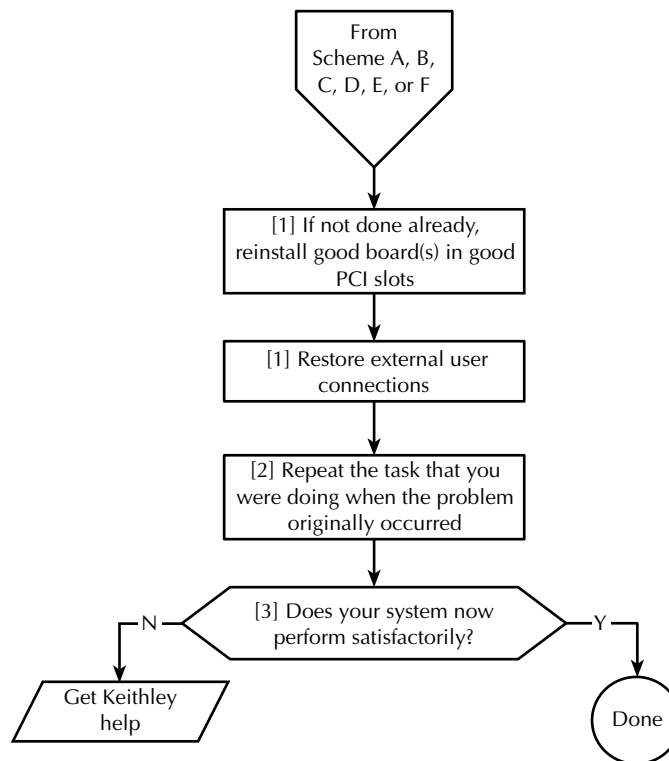 From
Scheme A, B,
C, D, E, or F
[1] If not done already,
reinstall good board(s) in good
PCI slots
[1] Restore external user
connections
[2] Repeat the task that you
were doing when the problem
originally occurred
[3] Does your system now
perform satisfactorily?
N
Y
Get Keithley
help
Done